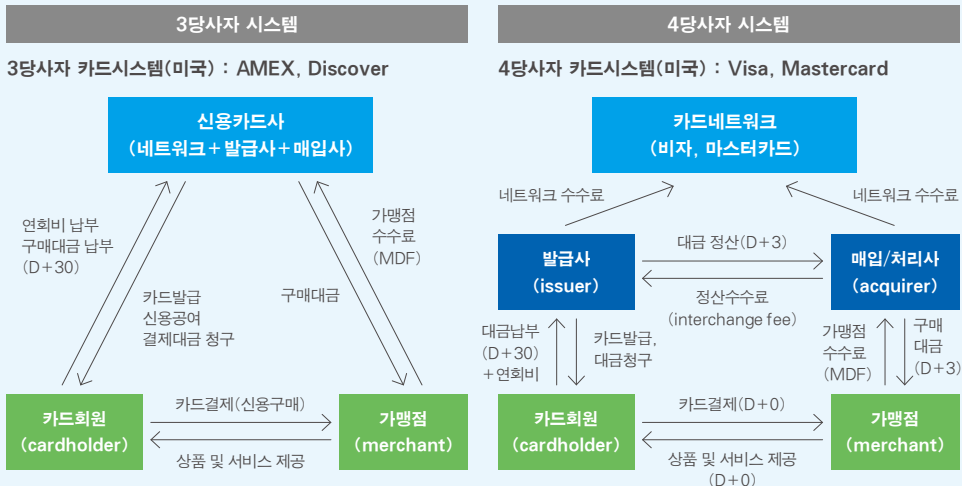 3당사자 시스템
3당사자 카드시스템(미국) : AMEX, Discover
신용카드사
(네트워크+발급사+매입사)
연회비 납부
구매대금 납부
(D+30)
카드발급
신용공여
결제대금 청구
구매대금
가맹점
수수료
(MDF)
카드회원
(cardholder)
카드결제(신용구매)
상품 및 서비스 제공
가맹점
(merchant)
4당사자 시스템
4당사자 카드시스템(미국) : Visa, Mastercard
카드네트워크
(비자, 마스터카드)
네트워크 수수료
네트워크 수수료
발급사
(issuer)
대금 정산(D+3)
정산수수료
(interchange fee)
매입/처리사
(acquirer)
대금납부
(D+30)
+연회비
카드발급,
대금청구
가맹점
수수료
(MDF)
구매
대금
(D+3)
카드회원
(cardholder)
카드결제(D+0)
상품 및 서비스 제공
(D+0)
가맹점
(merchant)